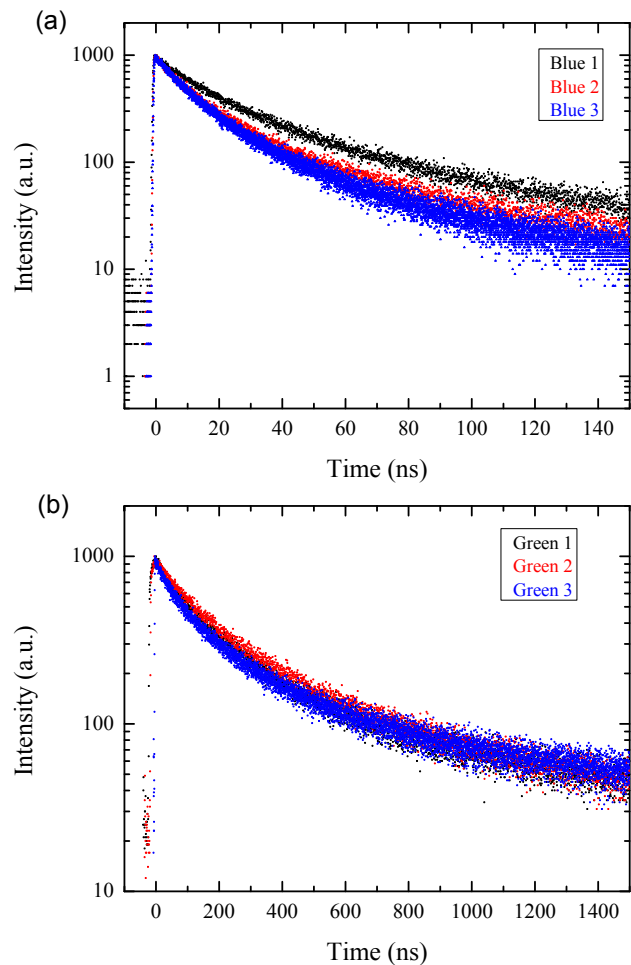 (a)
1000
100
10
1
Intensity (a.u.)
Blue 1
Blue 2
Blue 3
0 20 40 60 80 100 120 140
Time (ns)
(b)
1000
100
10
Intensity (a.u.)
Green 1
Green 2
Green 3
0 200 400 600 800 1000 1200 1400
Time (ns)